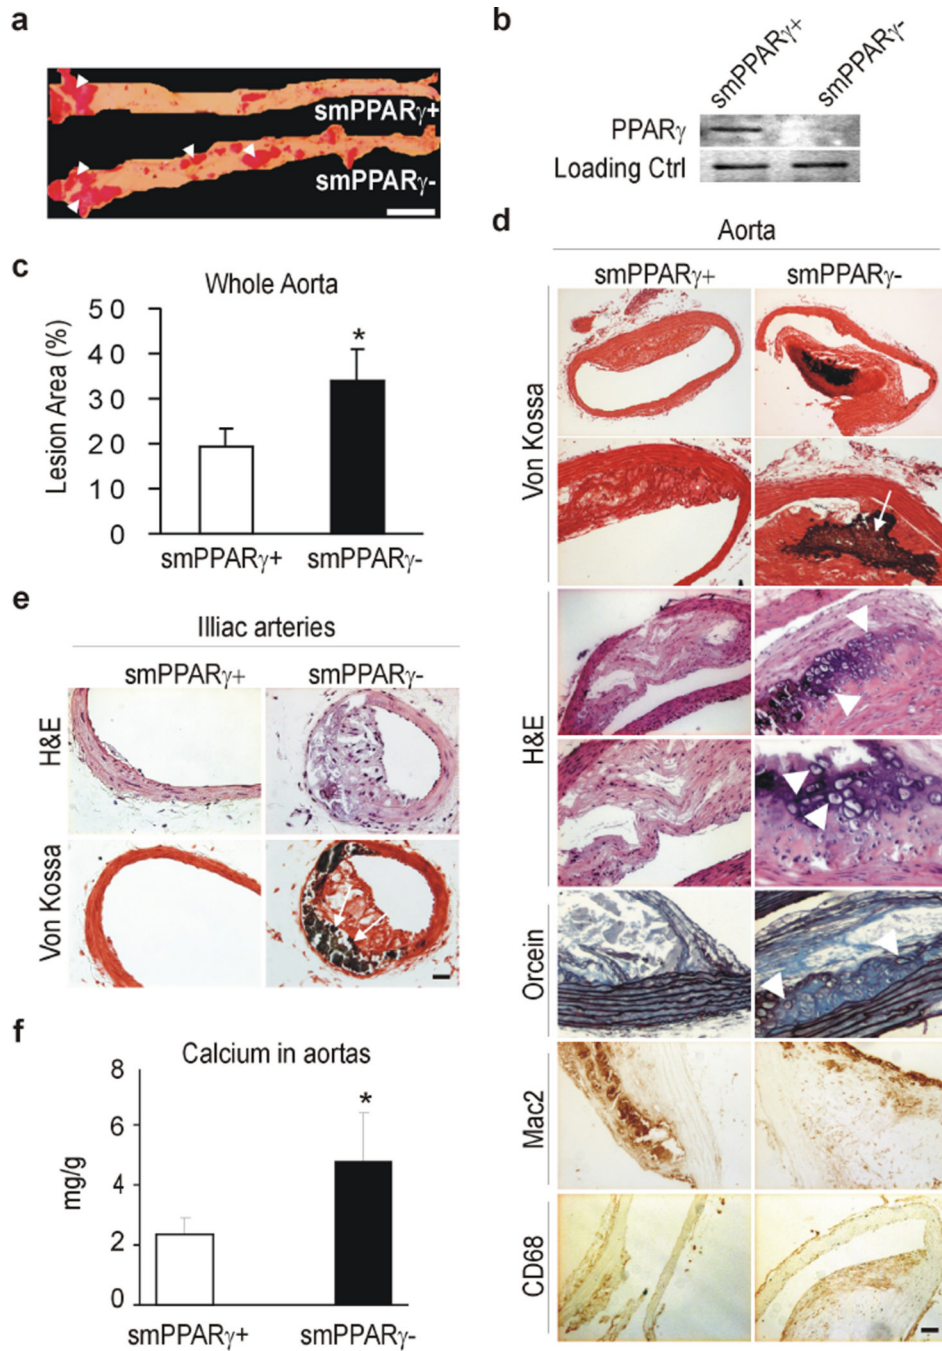 a
smPPARγ+
smPPARγ-
b
smPPARγ+
smPPARγ-
PPARγ
Loading Ctrl
c
Whole Aorta
Lesion Area (%)
50
40
30
20
10
0
*
smPPARγ+
smPPARγ-
d
Aorta
smPPARγ+
smPPARγ-
Von Kossa
H&E
Orcein
Mac2
CD68
e
Illiac arteries
smPPARγ+
smPPARγ-
H&E
Von Kossa
f
Calcium in aortas
mg/g
8
6
4
2
0
*
smPPARγ+
smPPARγ-